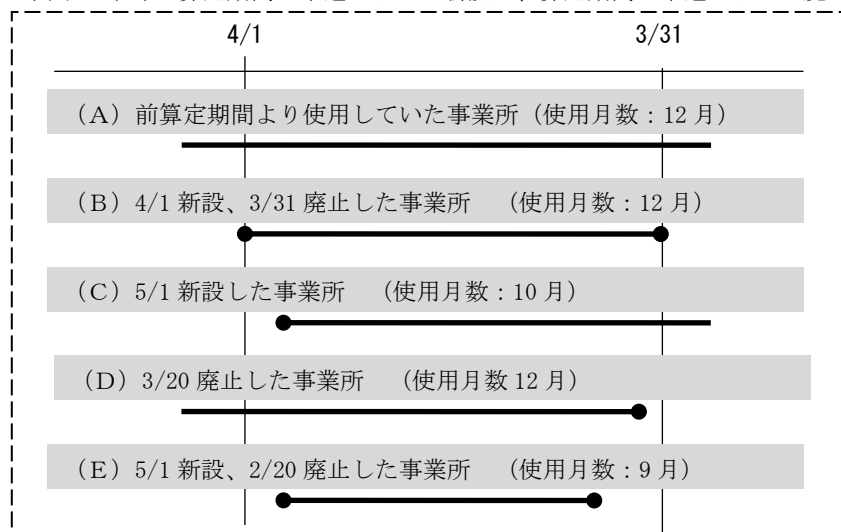 4/1 3/31
(A)前算定期間より使用していた事業所(使用月数:12 月)
(B)4/1 新設、3/31 廃止した事業所 (使用月数:12 月)
(C)5/1 新設した事業所 (使用月数:10 月)
(D)3/20 廃止した事業所 (使用月数 12 月)
(E)5/1 新設、2/20 廃止した事業所 (使用月数:9 月)